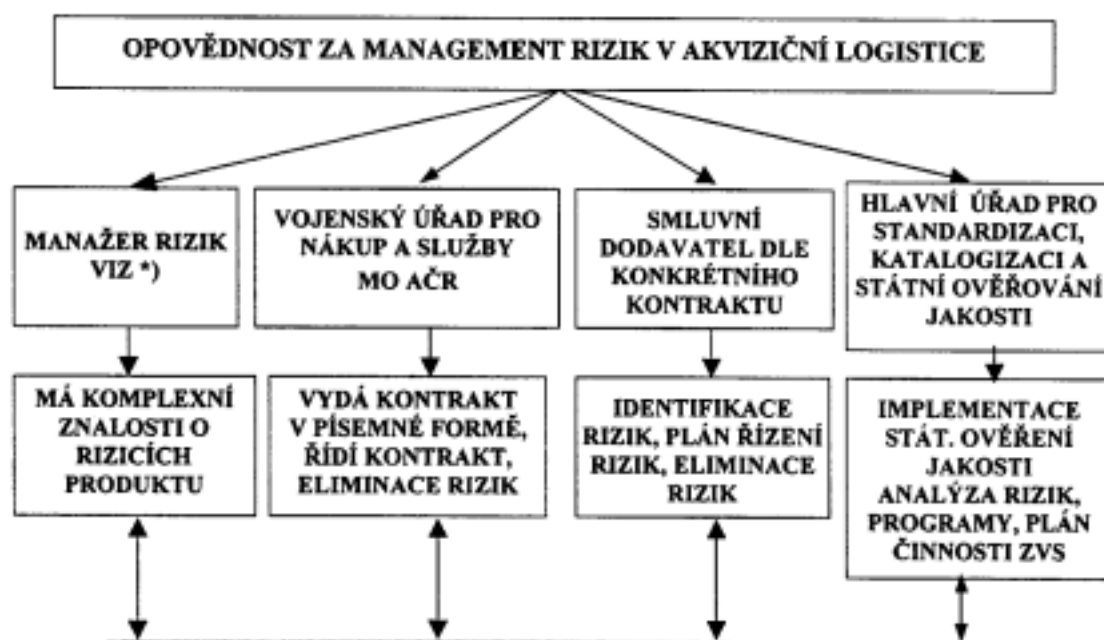 OPOVĚDNOST ZA MANAGEMENT RIZIK V AKVIZIČNÍ LOGISTICE
MANAŽER RIZIK
VIZ *)
VOJENSKÝ ÚŘAD PRO
NÁKUP A SLUŽBY
MO AČR
SMLUVNÍ
DODAVATEL DLE
KONKRÉTNÍHO
KONTRAKTU
HLAVNÍ ÚŘAD PRO
STANDARDIZACI,
KATALOGIZACI A
STÁTNÍ OVĚŘOVÁNÍ
JAKOSTI
MÁ KOMPLEXNÍ
ZNALOSTI O
RIZICÍCH
PRODUKTU
VYDÁ KONTRAKT
V PÍSEMNÉ FORMĚ,
ŘÍDÍ KONTRAKT,
ELIMINACE RIZIK
IDENTIFIKACE
RIZIK, PLÁN ŘÍZENÍ
RIZIK, ELIMINACE
RIZIK
IMPLEMENTACE
STÁT. OVĚŘENÍ
JAKOSTI
ANALÝZA RIZIK,
PROGRAMY, PLÁN
ČINNOSTI ZVS